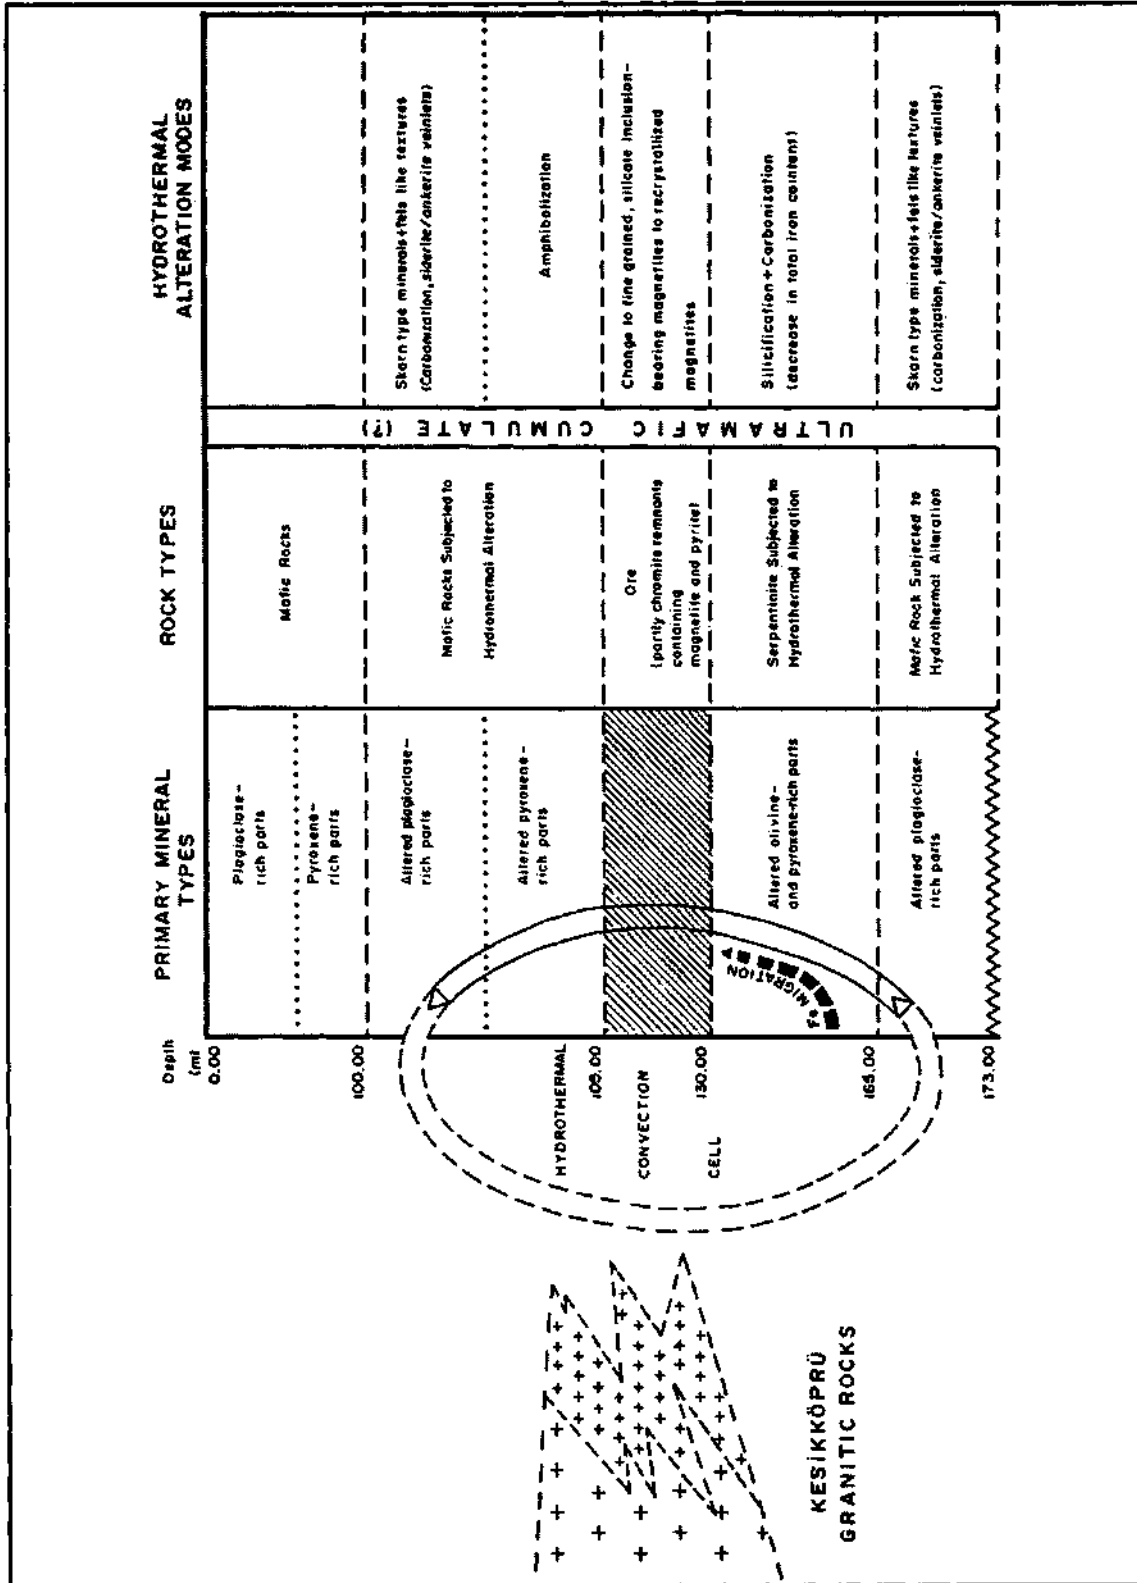 PRIMARY MINERAL
TYPES
ROCK TYPES
HYDROTHERMAL
ALTERATION MODES
Depth
(m)
0.00
100.00
105.00
130.00
165.00
173.00
Plagioclase-
rich parts
Pyroxene-
rich parts
Altered plagioclase-
rich parts
Altered pyroxene-
rich parts
Altered olivine-
and pyroxene-rich parts
Altered plagioclase-
rich parts
Mafic Rocks
Mafic Rocks Subjected to
Hydrothermal Alteration
Ore
(partly chromite remnants
containing
magnetite and pyrite)
Serpentinite Subjected to
Hydrothermal Alteration
Mafic Rock Subjected to
Hydrothermal Alteration
ULTRAMAFIC CUMULATE (?)
Skarn type minerals+fels like textures
(Carbonization, siderite/ankerite veinlets)
Amphibolization
Change to fine grained, silicate inclusion-
bearing magnetites to recrystallized
magnetites
Silicification + Carbonization
(decrease in total iron countens)
Skarn type minerals+fels like textures
(carbonization, siderite/ankerite veinlets)
HYDROTHERMAL
CONVECTION
CELL
Fe MIGRATION
KESİKKÖPRÜ
GRANITIC ROCKS